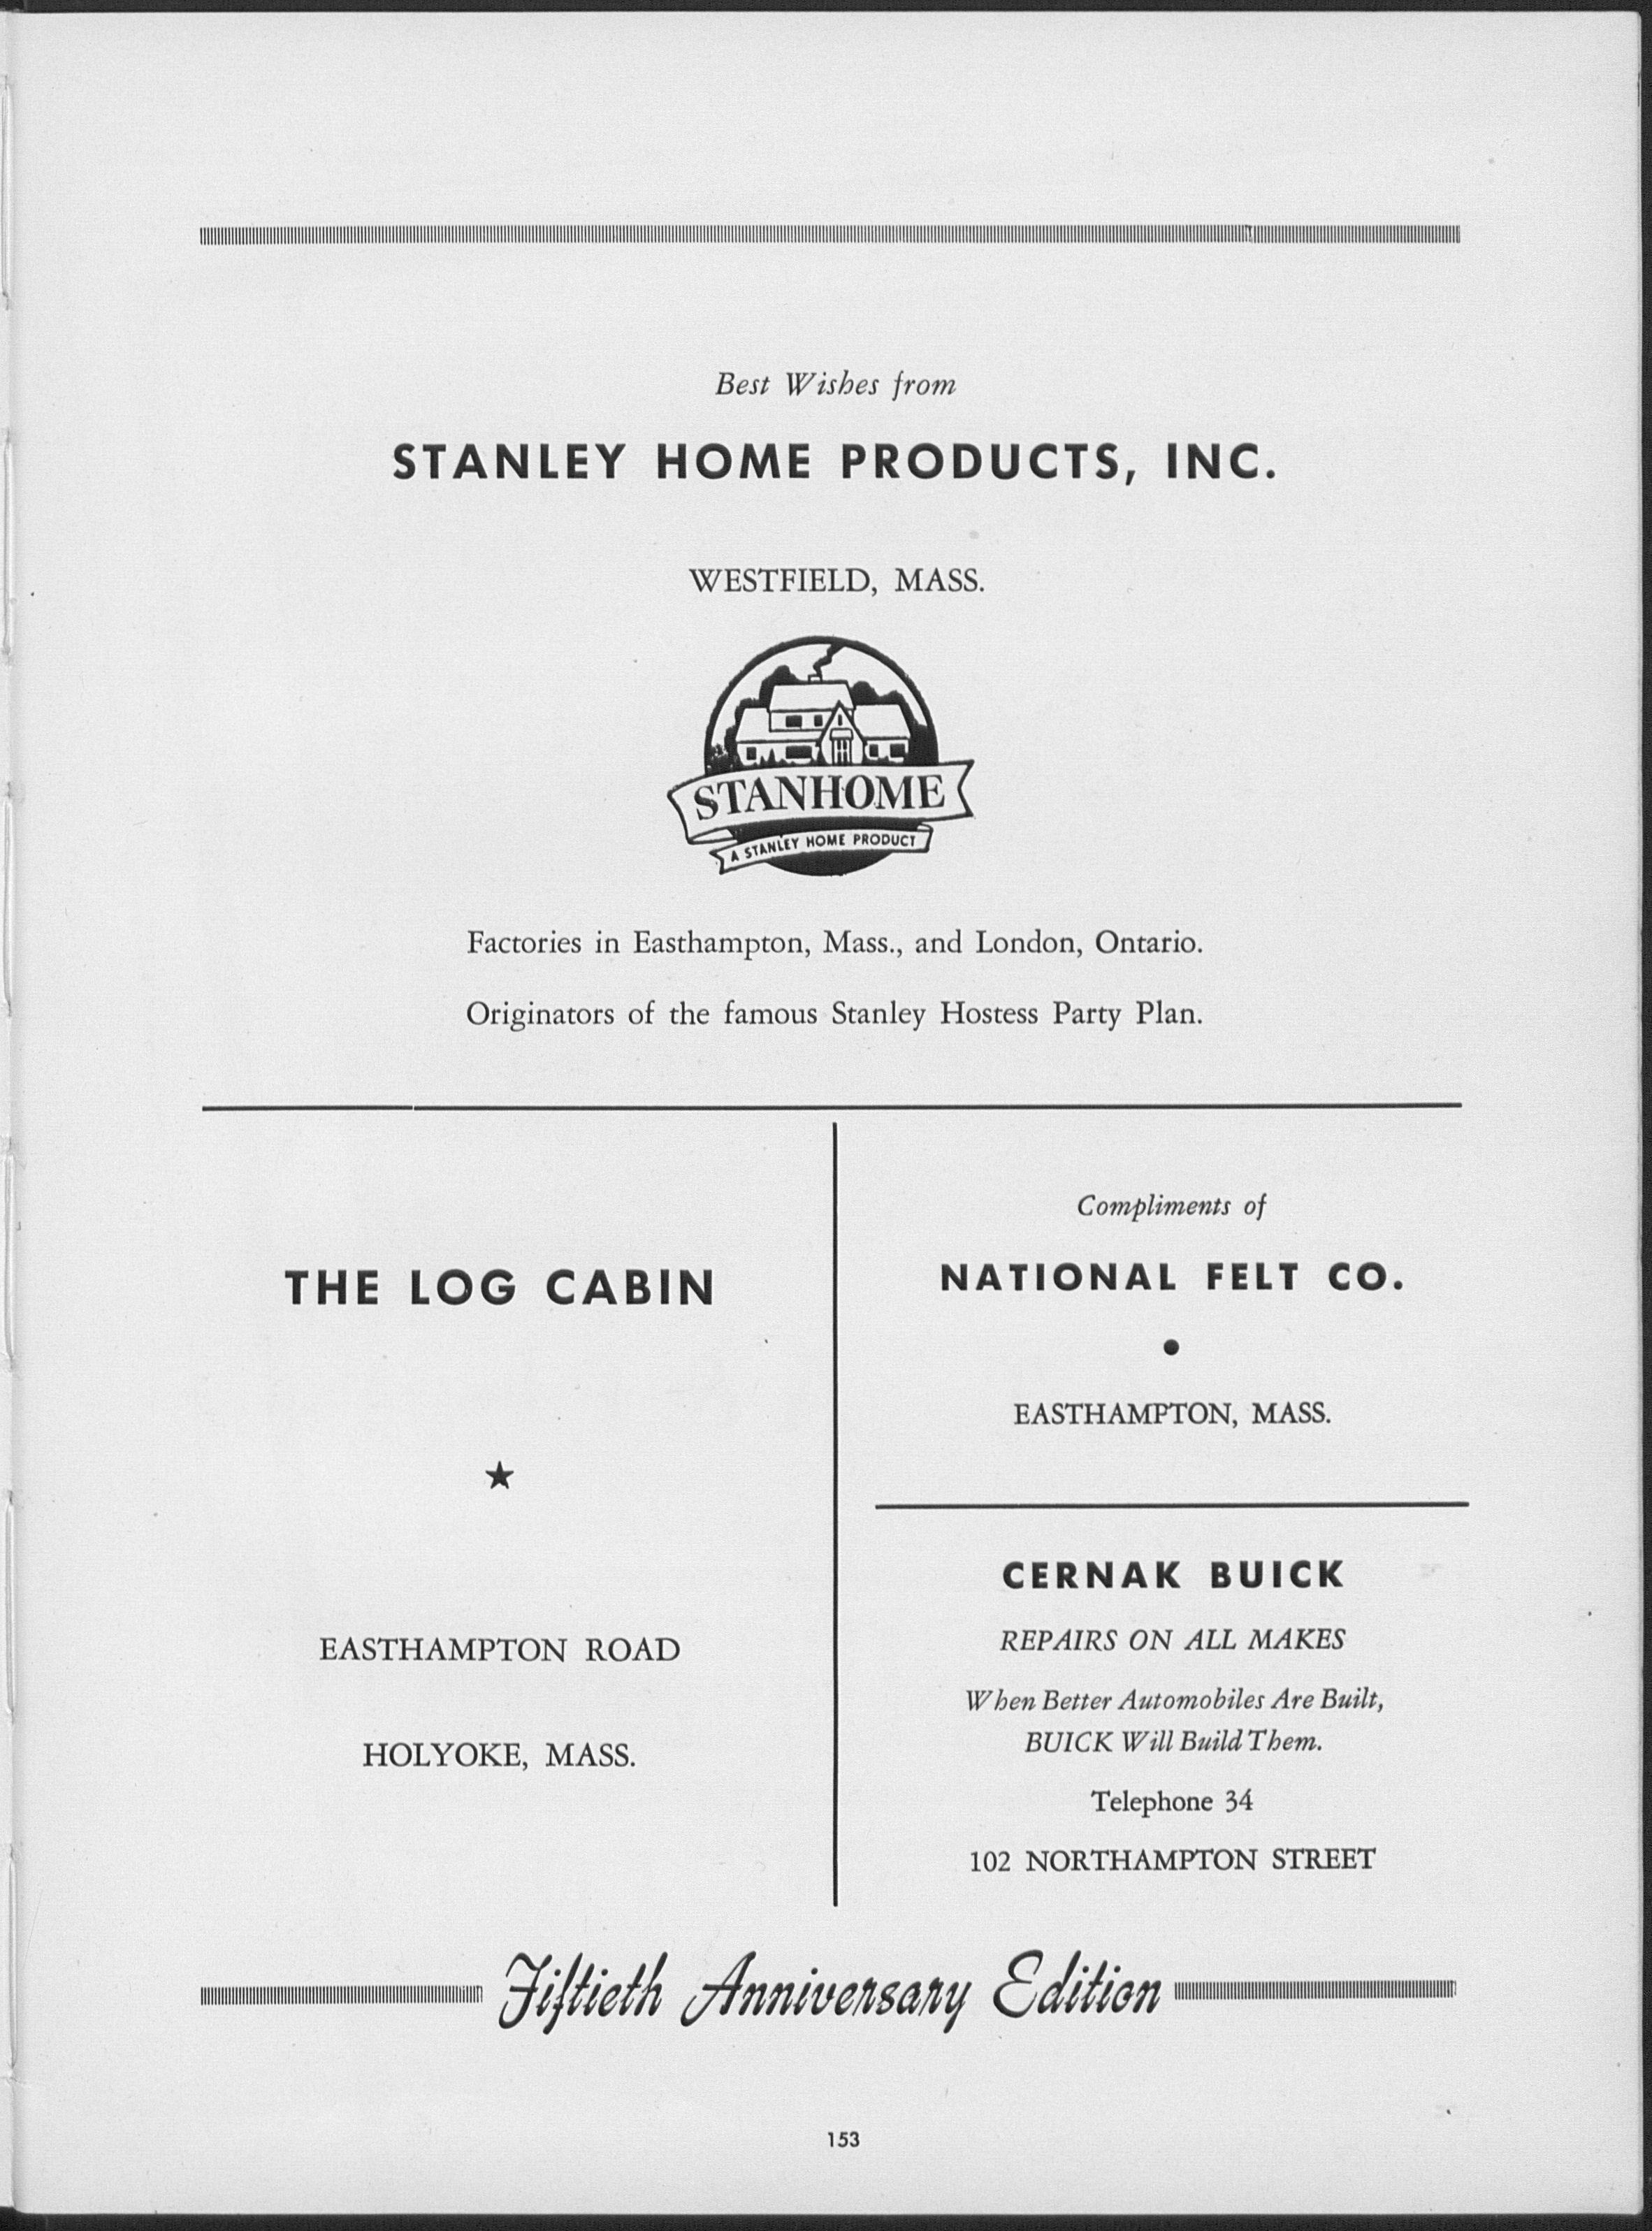 Best Wishes from
STANLEY HOME PRODUCTS, INC.
WESTFIELD, MASS.
STANHOME
A STANLEY HOME PRODUCT
Factories in Easthampton, Mass., and London, Ontario.
Originators of the famous Stanley Hostess Party Plan.
THE LOG CABIN
EASTHAMPTON ROAD
HOLYOKE, MASS.
Compliments of
NATIONAL FELT CO.
EASTHAMPTON, MASS.
CERNAK BUICK
REPAIRS ON ALL MAKES
When Better Automobiles Are Built,
BUICK Will Build Them.
Telephone 34
102 NORTHAMPTON STREET
Fiftieth Anniversary Edition
153